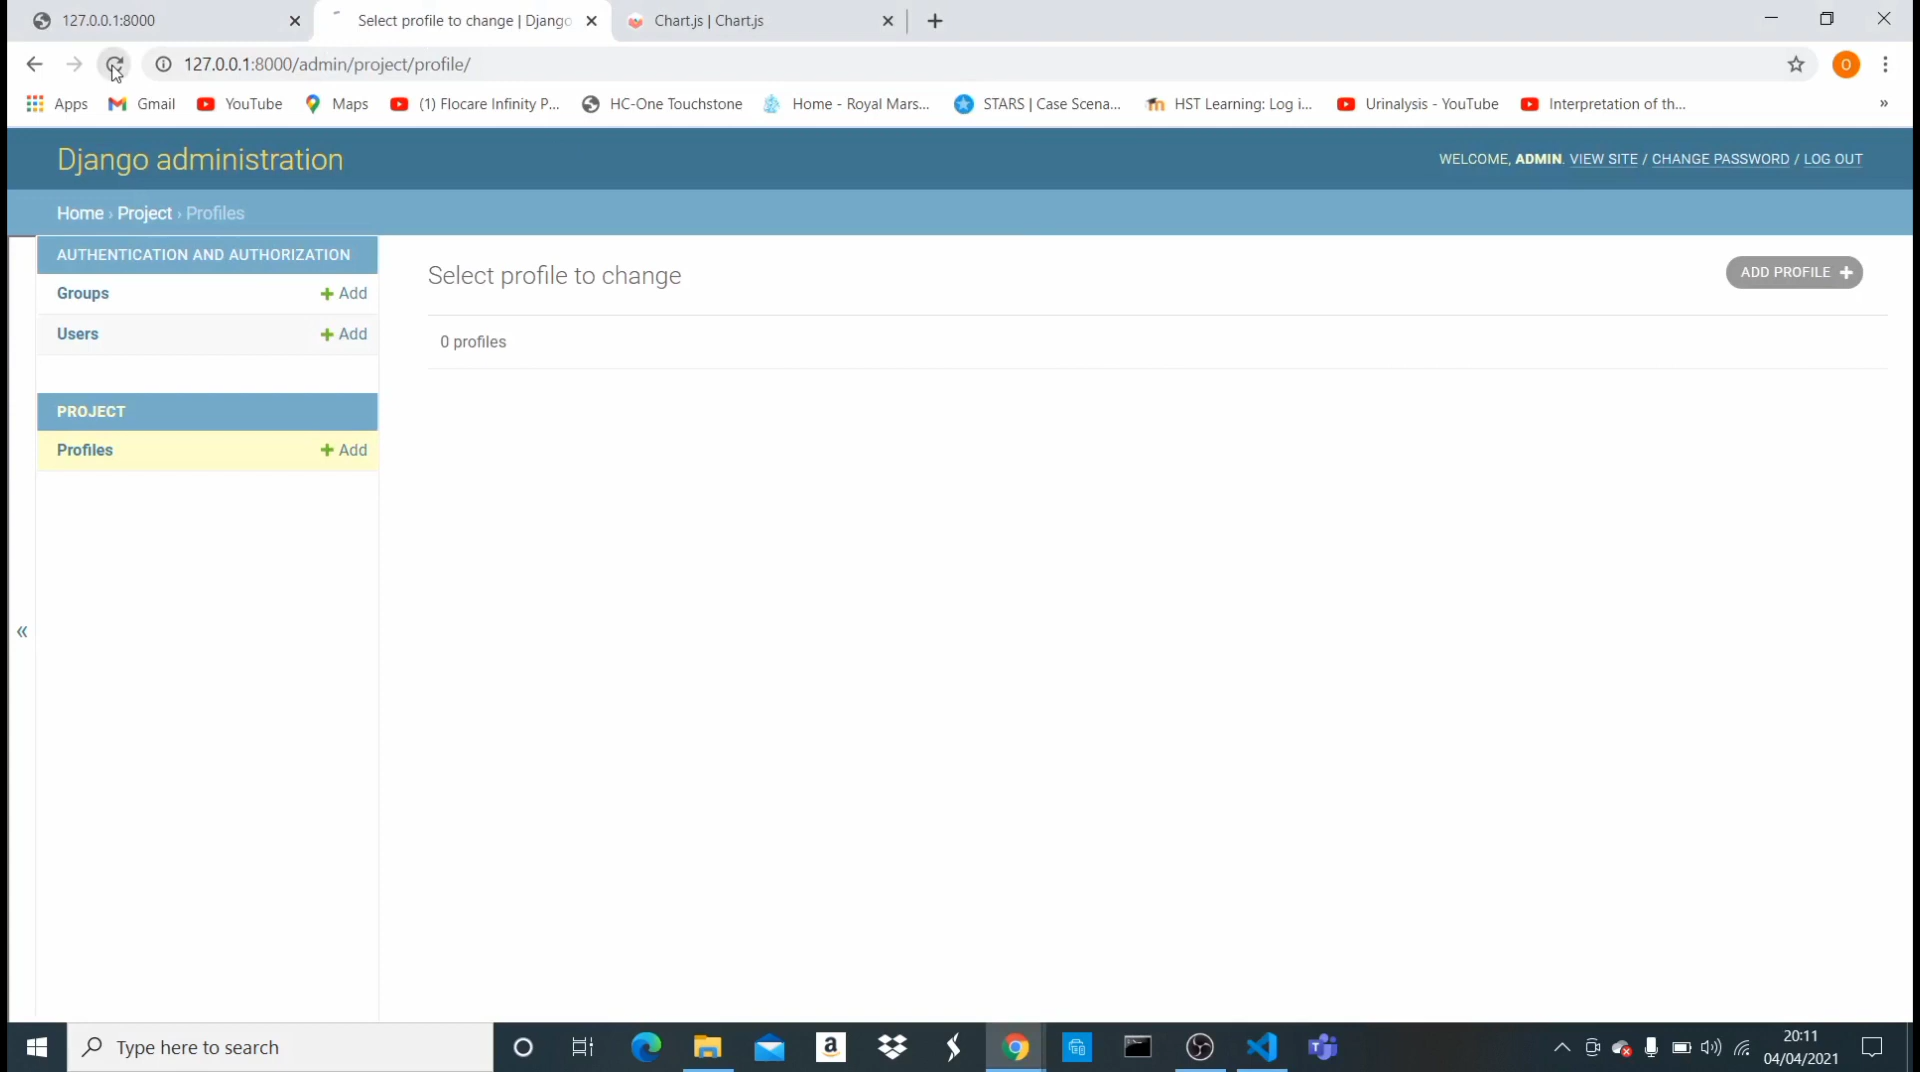 127.0.0.1:8000
Select profile to change | Django
Chart.js | Chart.js
127.0.0.1:8000/admin/project/profile/
O
Apps
Gmail
YouTube
Maps
(1) Flocare Infinity P...
HC-One Touchstone
Home - Royal Mars...
STARS | Case Scena...
HST Learning: Log i...
Urinalysis - YouTube
Interpretation of th...
»
Django administration
WELCOME, ADMIN. VIEW SITE / CHANGE PASSWORD / LOG OUT
Home › Project › Profiles
AUTHENTICATION AND AUTHORIZATION
Groups
Add
Users
Add
PROJECT
Profiles
Add
«
Select profile to change
ADD PROFILE
0 profiles
Type here to search
a
20:11
04/04/2021